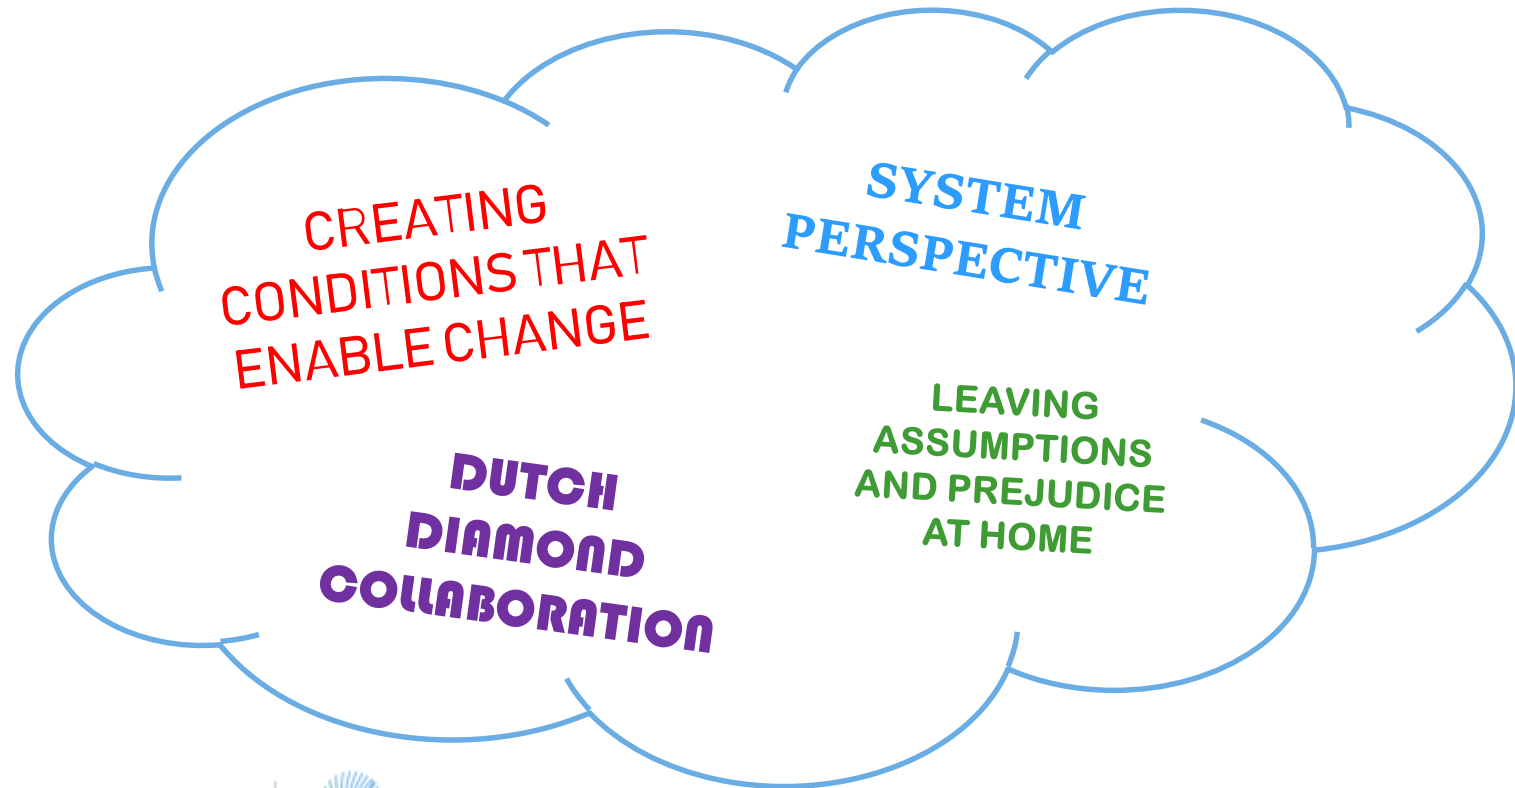 CREATING
CONDITIONS THAT
ENABLE CHANGE
SYSTEM
PERSPECTIVE
DUTCH
DIAMOND
COLLABORATION
LEAVING
ASSUMPTIONS
AND PREJUDICE
AT HOME